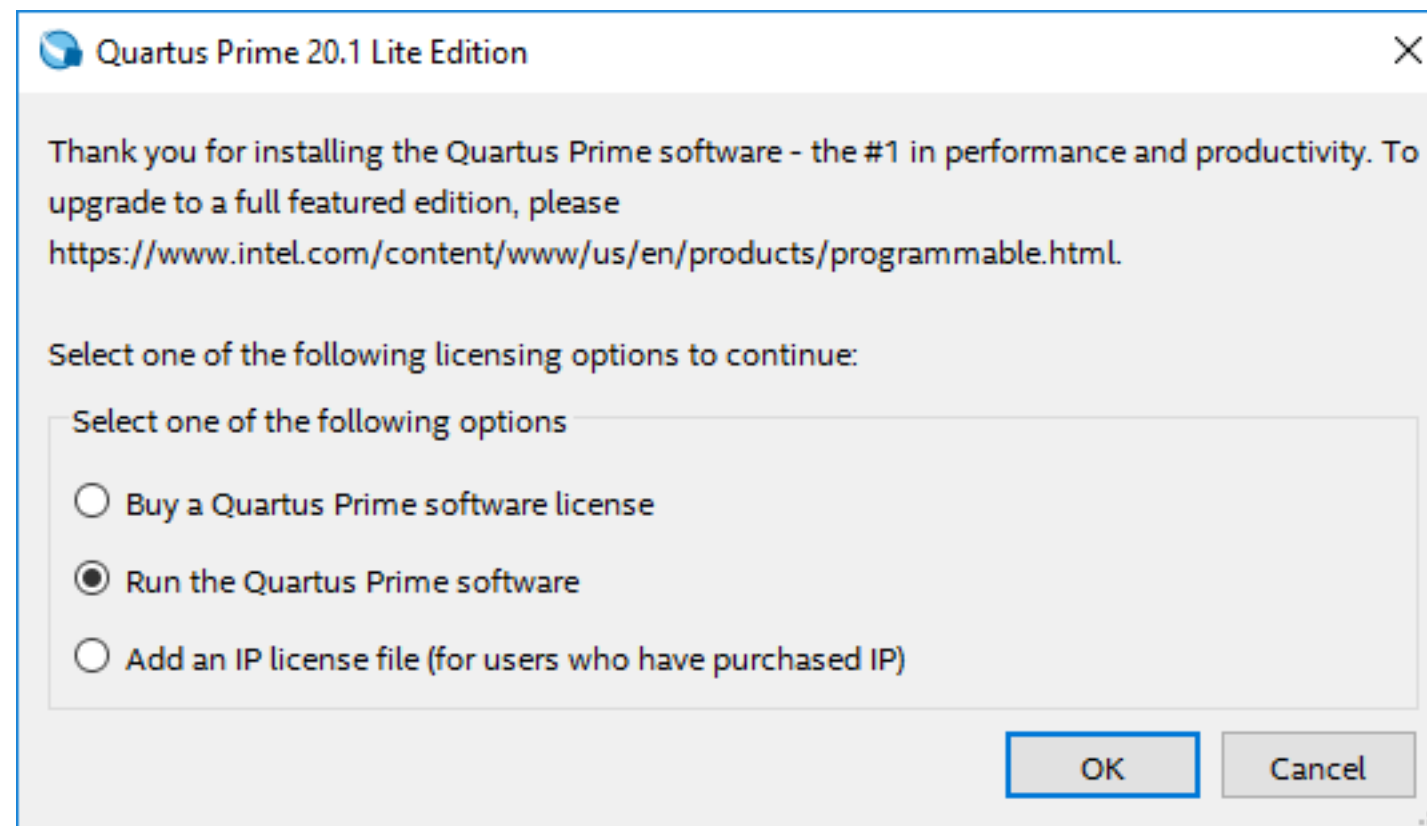 Quartus Prime 20.1 Lite Edition
Thank you for installing the Quartus Prime software - the #1 in performance and productivity. To
upgrade to a full featured edition, please
https://www.intel.com/content/www/us/en/products/programmable.html.
Select one of the following licensing options to continue:
Select one of the following options
Buy a Quartus Prime software license
Run the Quartus Prime software
Add an IP license file (for users who have purchased IP)
OK Cancel